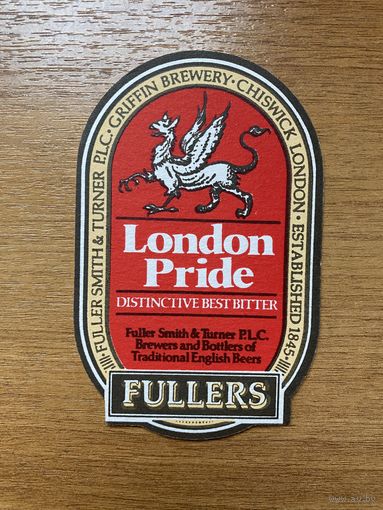 FULLER SMITH & TURNER P.L.C. · GRIFFIN BREWERY · CHISWICK LONDON · ESTABLISHED 1845 ·
London
Pride
DISTINCTIVE BEST BITTER
Fuller Smith & Turner P.L.C.
Brewers and Bottlers of
Traditional English Beers
FULLERS